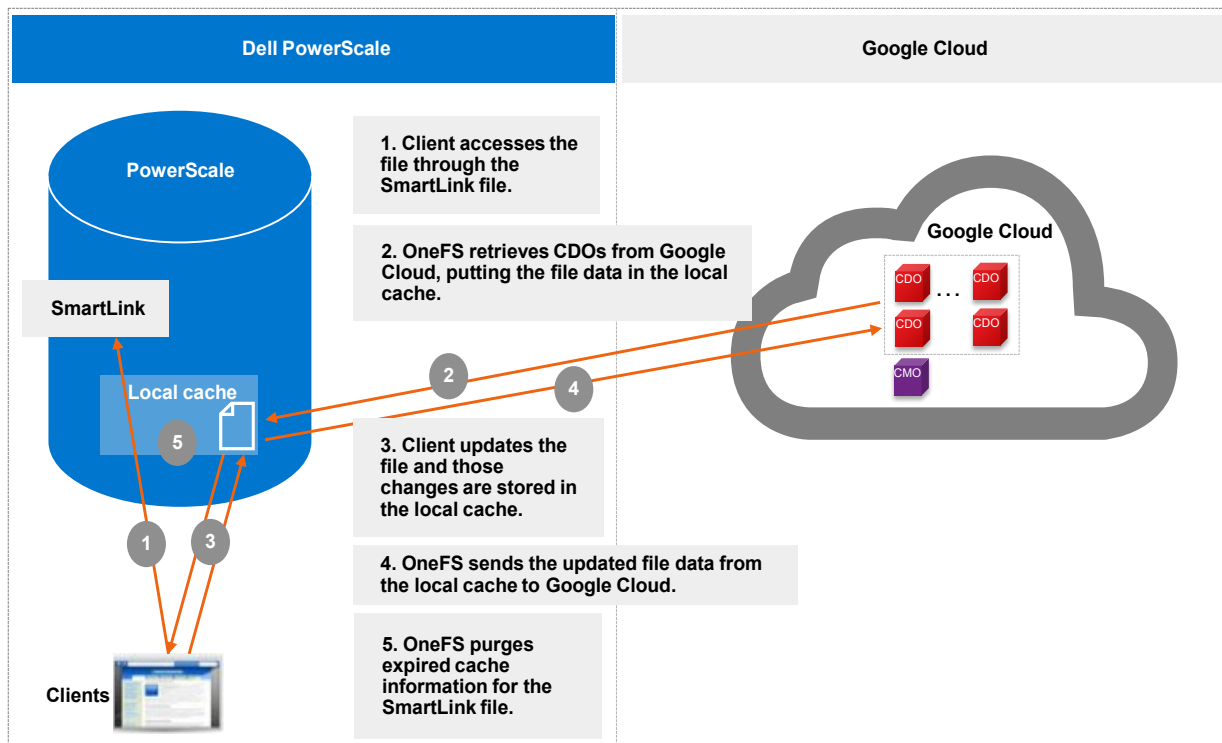 Dell PowerScale
Google Cloud
PowerScale
1. Client accesses the
file through the
SmartLink file.
2. OneFS retrieves CDOs from Google
Cloud, putting the file data in the local
cache.
Google Cloud
CDO
...
CDO
CDO
CDO
CMO
SmartLink
2
4
Local cache
5
3. Client updates the
file and those
changes are stored in
the local cache.
1
3
4. OneFS sends the updated file data from
the local cache to Google Cloud.
5. OneFS purges
expired cache
information for the
SmartLink file.
Clients